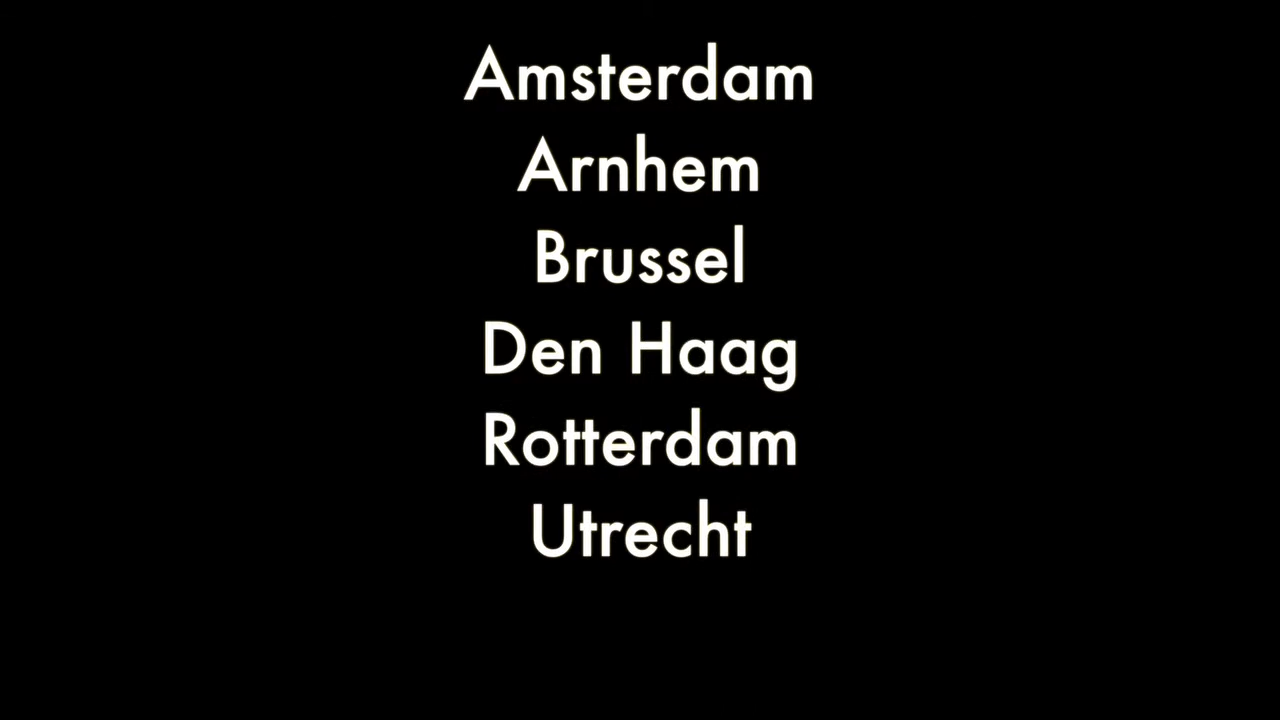 Amsterdam
Arnhem
Brussel
Den Haag
Rotterdam
Utrecht